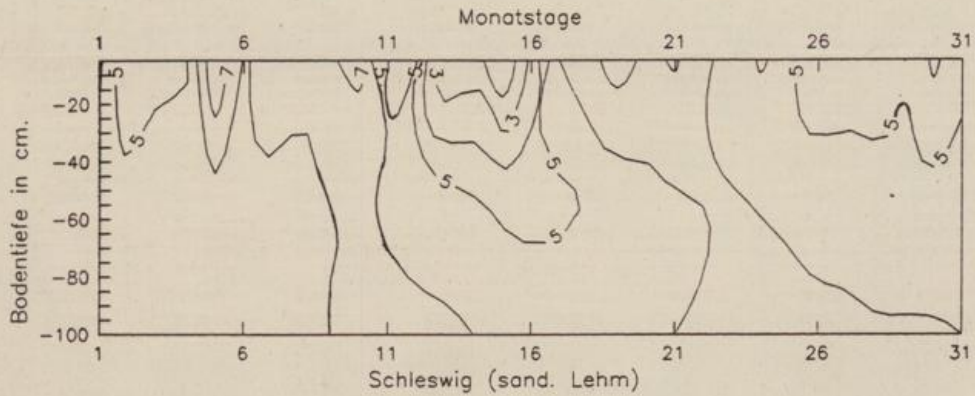 Monatstage
1 6 11 16 21 26 31
5 7 7 5 5 3 5
-20
3 5
5
-40
5 5
-60
5
-80
-100
1 6 11 16 21 26 31
Bodentiefe in cm.
Schleswig (sand. Lehm)